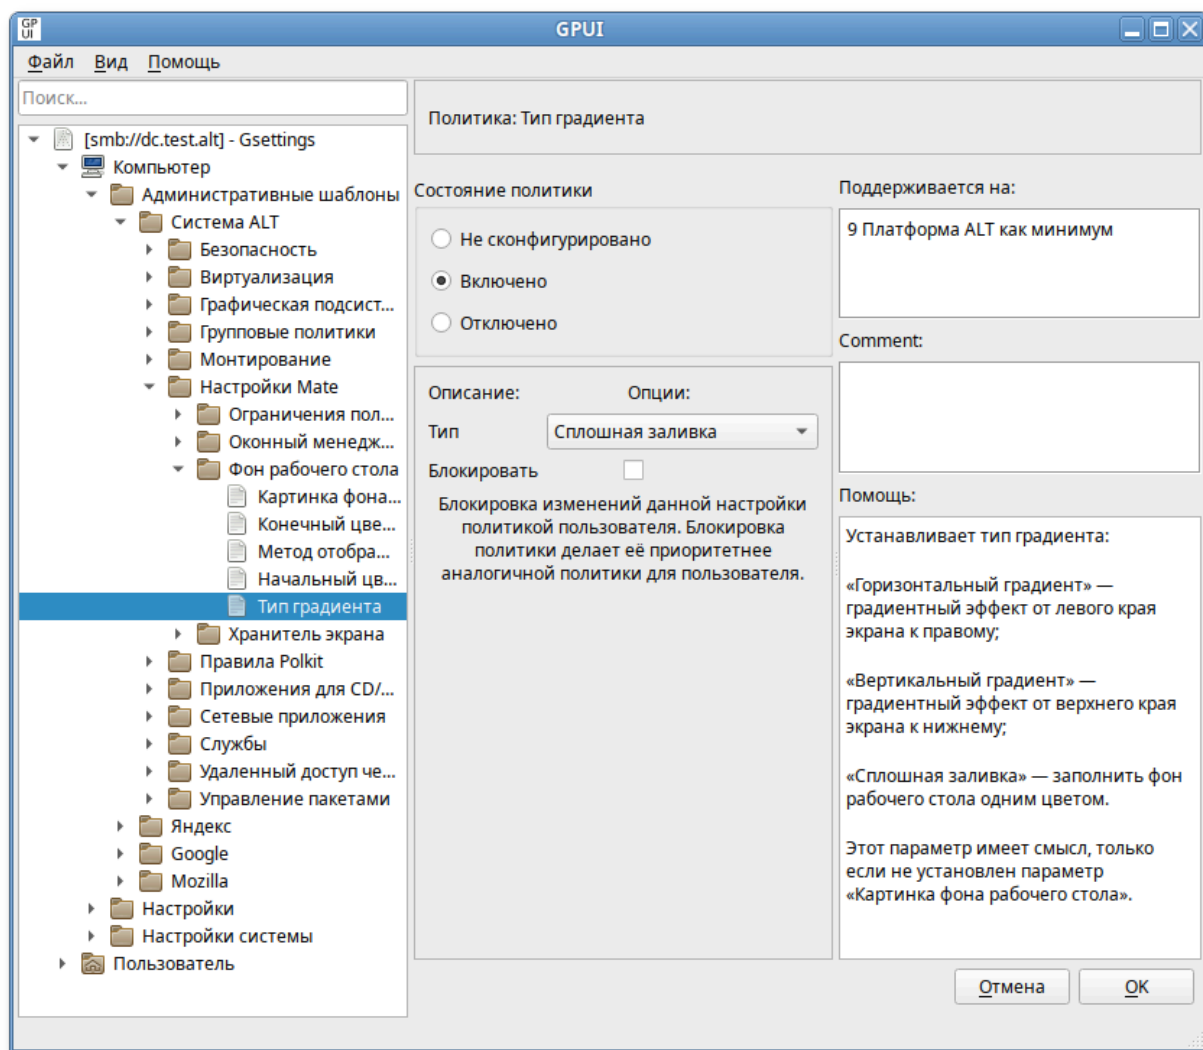 GP
UI
GPUI
Файл Вид Помощь
Поиск...
[smb://dc.test.alt] - Gsettings
Компьютер
Административные шаблоны
Система ALT
Безопасность
Виртуализация
Графическая подсист...
Групповые политики
Монтирование
Настройки Mate
Ограничения пол...
Оконный менедж...
Фон рабочего стола
Картинка фона...
Конечный цве...
Метод отобра...
Начальный цв...
Тип градиента
Хранитель экрана
Правила Polkit
Приложения для CD/...
Сетевые приложения
Службы
Удаленный доступ че...
Управление пакетами
Яндекс
Google
Mozilla
Настройки
Настройки системы
Пользователь
Политика: Тип градиента
Состояние политики
Не сконфигурировано
Включено
Отключено
Описание: Опции:
Тип Сплошная заливка
Блокировать
Блокировка изменений данной настройки
политикой пользователя. Блокировка
политики делает её приоритетнее
аналогичной политики для пользователя.
Поддерживается на:
9 Платформа ALT как минимум
Comment:
Помощь:
Устанавливает тип градиента:
«Горизонтальный градиент» —
градиентный эффект от левого края
экрана к правому;
«Вертикальный градиент» —
градиентный эффект от верхнего края
экрана к нижнему;
«Сплошная заливка» — заполнить фон
рабочего стола одним цветом.
Этот параметр имеет смысл, только
если не установлен параметр
«Картинка фона рабочего стола».
Отмена OK